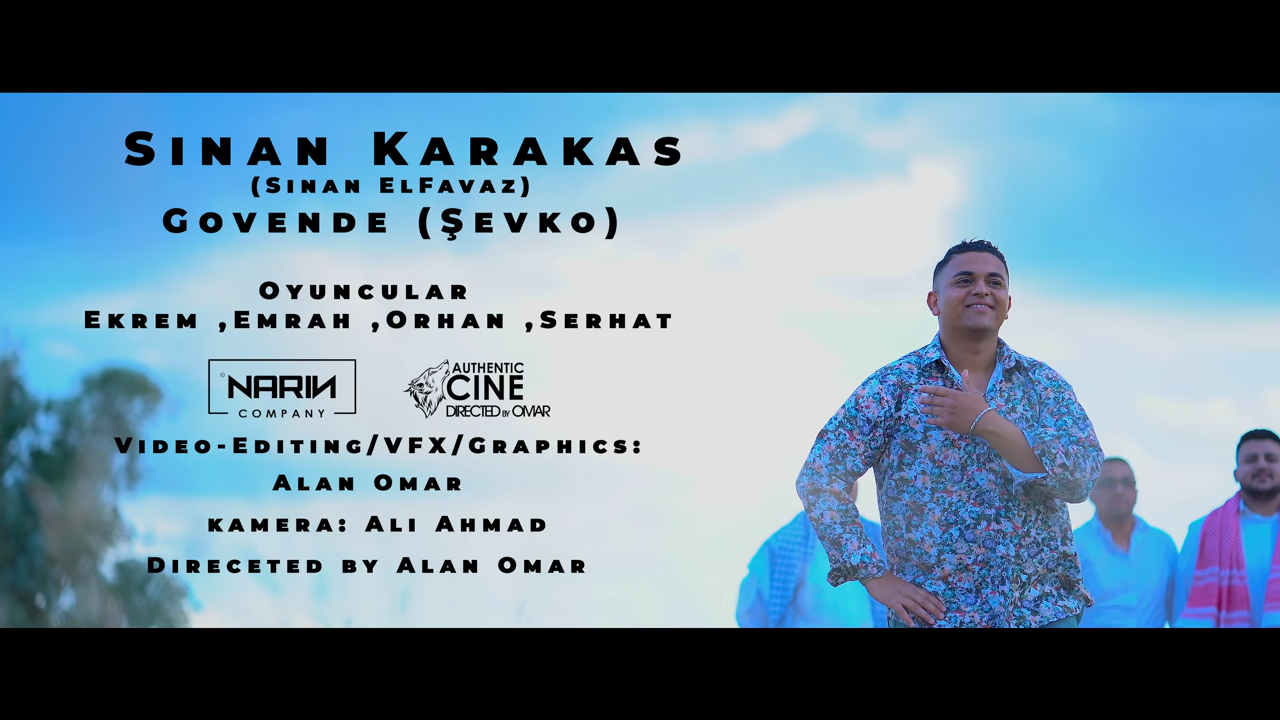 Sinan Karakas
(Sinan ElFavaz)
Govende (Şevko)
Oyuncular
Ekrem ,Emrah ,Orhan ,Serhat
© NARIN
COMPANY
AUTHENTIC
CINE
DIRECTED BY OMAR
Video-Editing/VFX/Graphics:
Alan Omar
kamera: Ali Ahmad
Direceted by Alan Omar